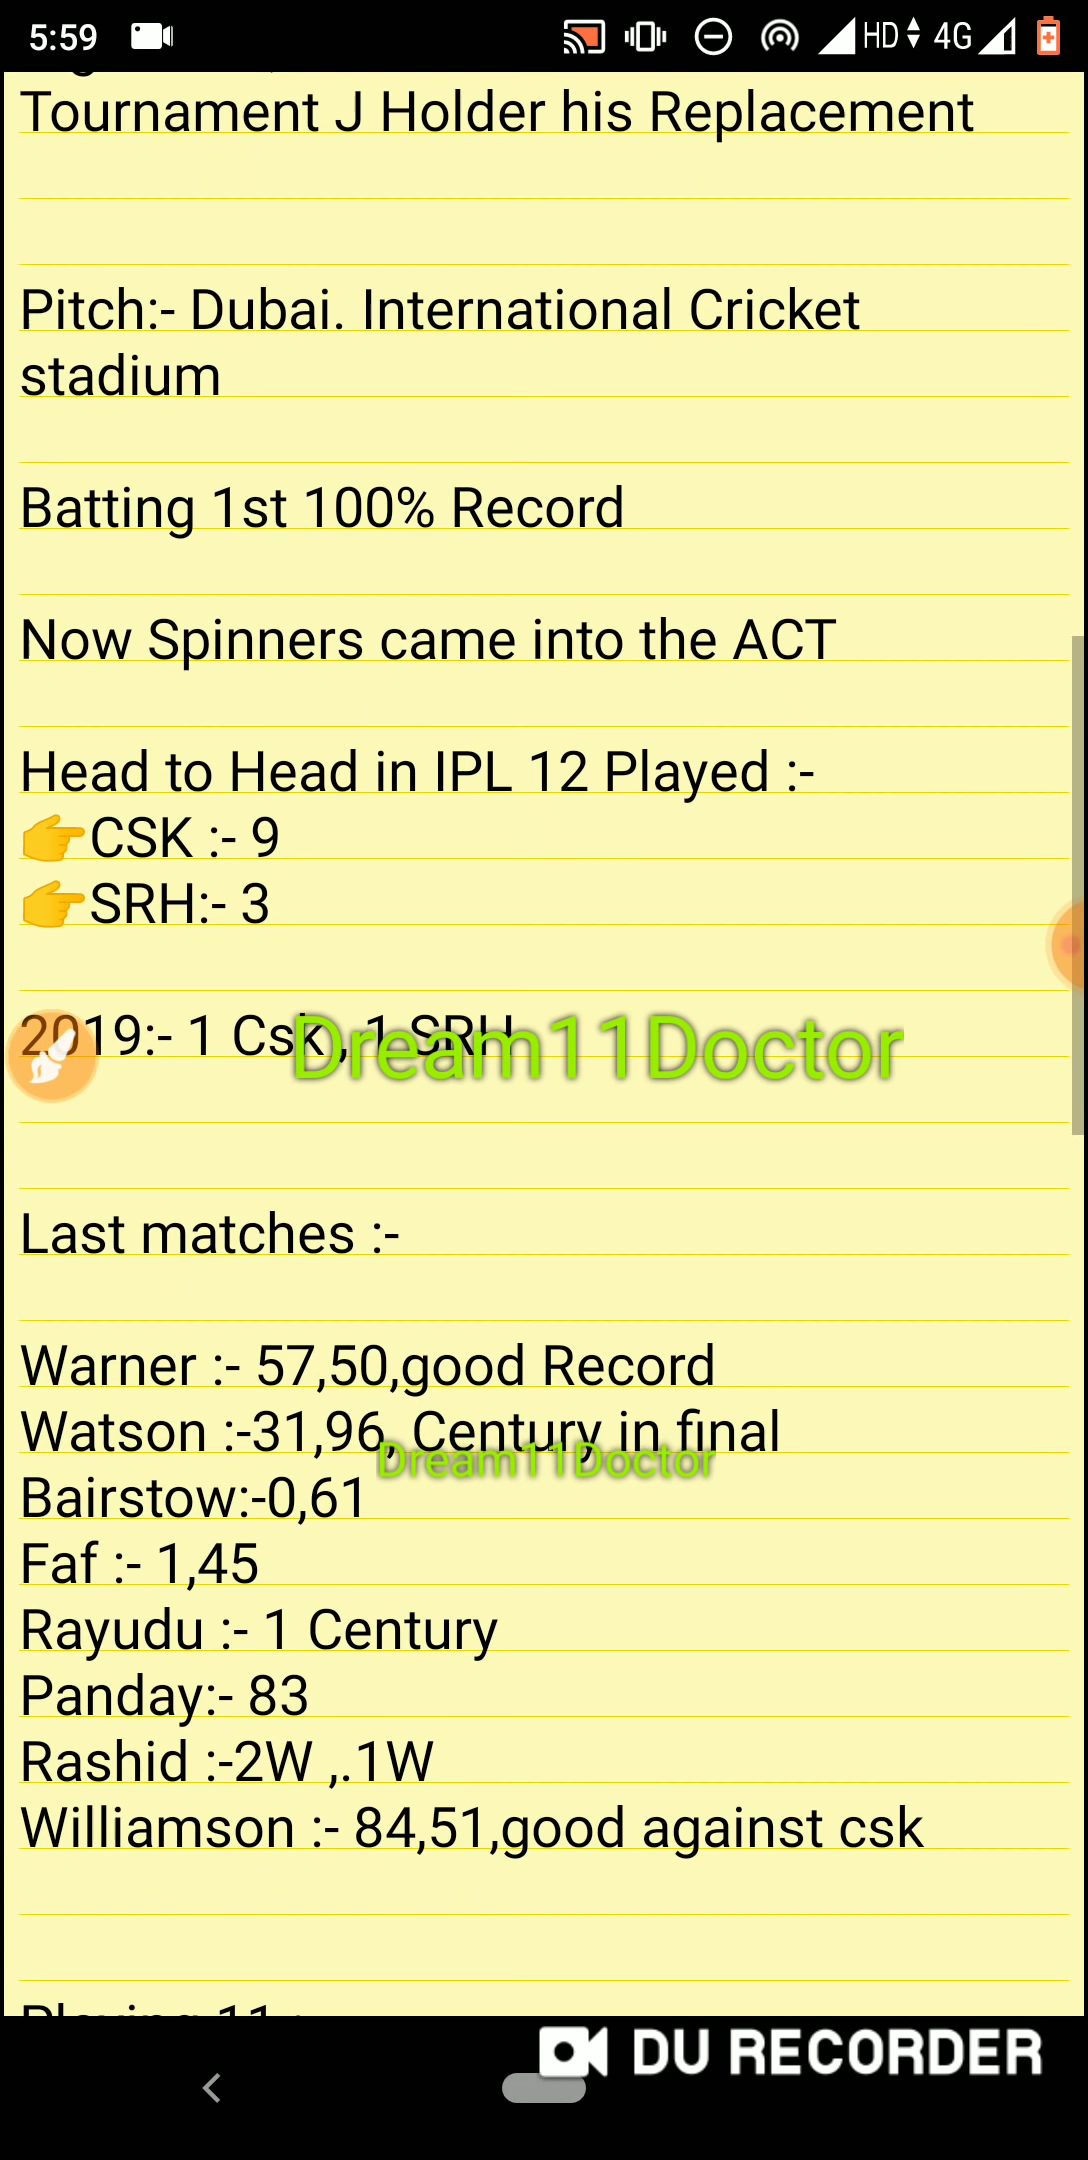 5:59 HD 4G
Tournament J Holder his Replacement
Pitch:- Dubai. International Cricket
stadium
Batting 1st 100% Record
Now Spinners came into the ACT
Head to Head in IPL 12 Played :-
👉CSK :- 9
👉SRH:- 3
2019:- 1 Csk , 1 SRH
Dream11Doctor
Last matches :-
Warner :- 57,50,good Record
Watson :-31,96, Century in final
Dream11Doctor
Bairstow:-0,61
Faf :- 1,45
Rayudu :- 1 Century
Panday:- 83
Rashid :-2W ,.1W
Williamson :- 84,51,good against csk
Playing 11 :-
DU RECORDER